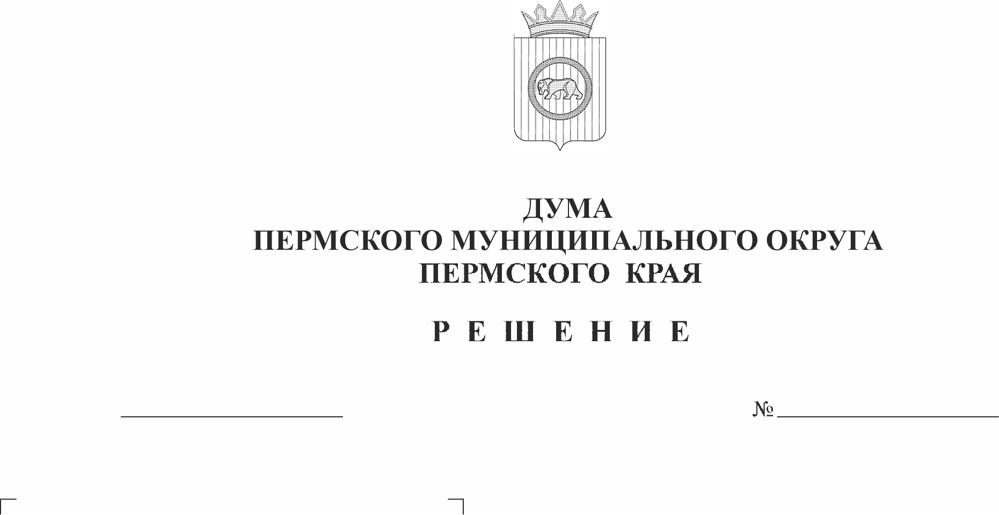 ДУМА
ПЕРМСКОГО МУНИЦИПАЛЬНОГО ОКРУГА
ПЕРМСКОГО КРАЯ
Р Е Ш Е Н И Е
№